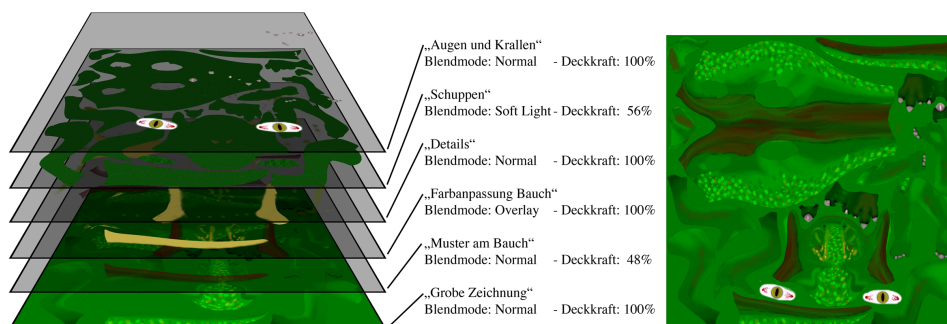 „Augen und Krallen“
Blendmode: Normal - Deckkraft: 100%
„Schuppen“
Blendmode: Soft Light - Deckkraft: 56%
„Details“
Blendmode: Normal - Deckkraft: 100%
„Farbanpassung Bauch“
Blendmode: Overlay - Deckkraft: 100%
„Muster am Bauch“
Blendmode: Normal - Deckkraft: 48%
„Grobe Zeichnung“
Blendmode: Normal - Deckkraft: 100%